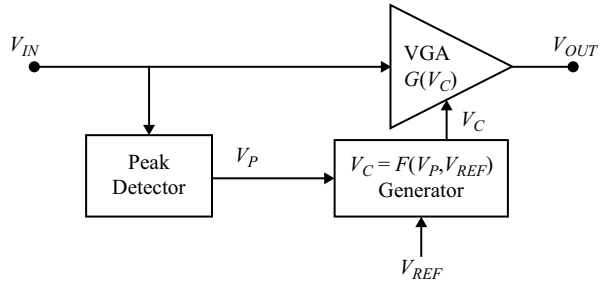 V_IN
VGA
G(V_C)
V_OUT
V_C
Peak
Detector
V_P
V_C = F(V_P,V_REF)
Generator
V_REF